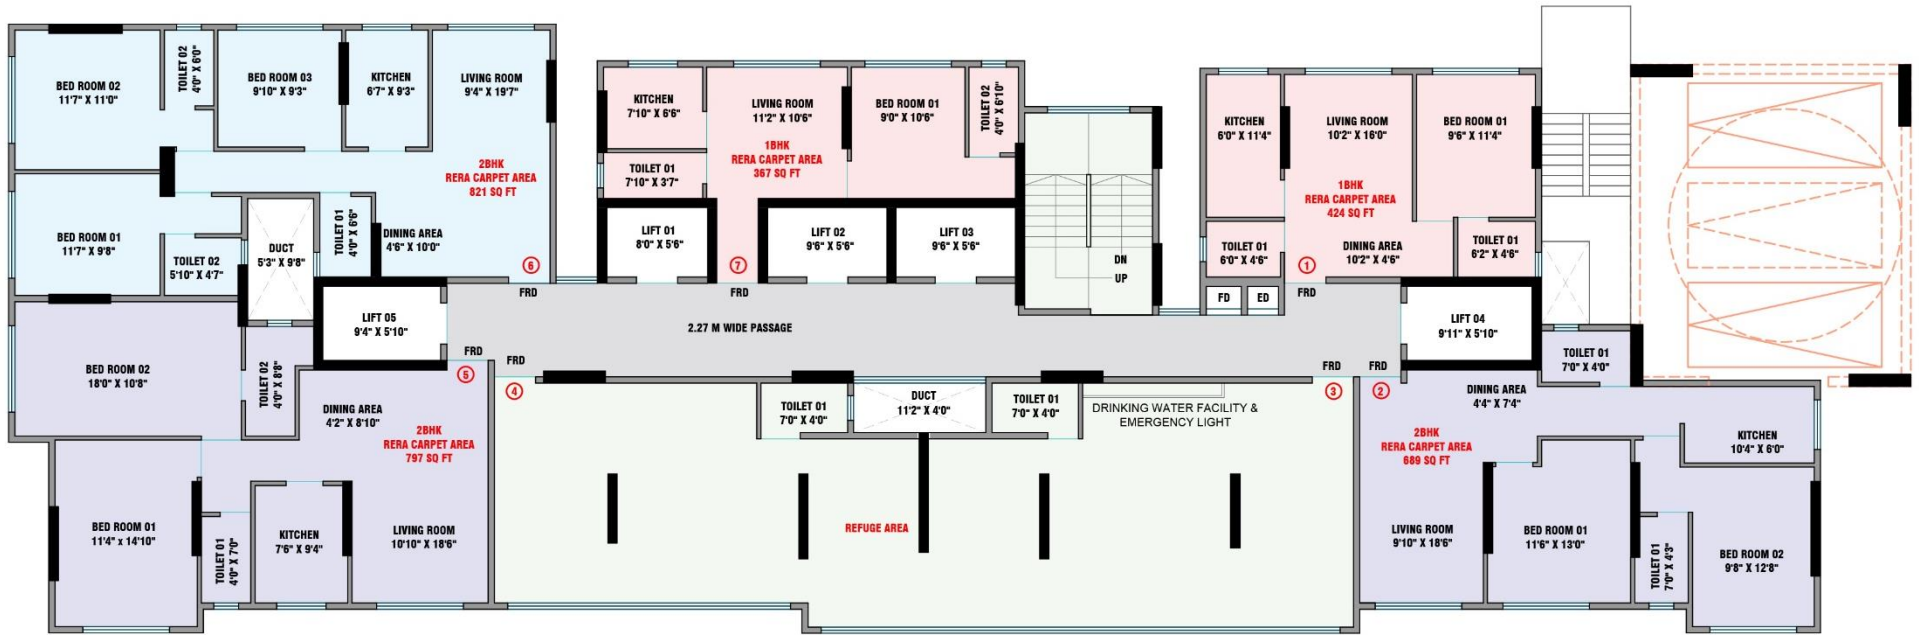 BED ROOM 02
11'7" X 11'0"
TOILET 02
4'0" X 6'0"
BED ROOM 03
9'10" X 9'3"
KITCHEN
6'7" X 9'3"
LIVING ROOM
9'4" X 19'7"
2BHK
RERA CARPET AREA
821 SQ FT
BED ROOM 01
11'7" X 9'8"
TOILET 02
5'10" X 4'7"
DUCT
5'3" X 9'8"
TOILET 01
4'0" X 6'6"
DINING AREA
4'6" X 10'0"
6
FRD
KITCHEN
7'10" X 6'6"
LIVING ROOM
11'2" X 10'6"
BED ROOM 01
9'0" X 10'6"
TOILET 02
4'0" X 6'10"
1BHK
RERA CARPET AREA
367 SQ FT
TOILET 01
7'10" X 3'7"
LIFT 01
8'0" X 5'6"
7
FRD
LIFT 02
9'6" X 5'6"
LIFT 03
9'6" X 5'6"
DN
UP
KITCHEN
6'0" X 11'4"
LIVING ROOM
10'2" X 16'0"
BED ROOM 01
9'6" X 11'4"
1BHK
RERA CARPET AREA
424 SQ FT
TOILET 01
6'0" X 4'6"
DINING AREA
10'2" X 4'6"
TOILET 01
6'2" X 4'6"
1
FD
ED
FRD
LIFT 05
9'4" X 5'10"
2.27 M WIDE PASSAGE
LIFT 04
9'11" X 5'10"
FRD
5
FRD
4
FRD
3
FRD
2
BED ROOM 02
18'0" X 10'8"
TOILET 02
4'0" X 8'8"
DINING AREA
4'2" X 8'10"
2BHK
RERA CARPET AREA
797 SQ FT
BED ROOM 01
11'4" x 14'10"
TOILET 01
4'0" X 7'0"
KITCHEN
7'6" X 9'4"
LIVING ROOM
10'10" X 18'6"
TOILET 01
7'0" X 4'0"
DUCT
11'2" X 4'0"
TOILET 01
7'0" X 4'0"
DRINKING WATER FACILITY &
EMERGENCY LIGHT
REFUGE AREA
TOILET 01
7'0" X 4'0"
DINING AREA
4'4" X 7'4"
2BHK
RERA CARPET AREA
689 SQ FT
KITCHEN
10'4" X 6'0"
LIVING ROOM
9'10" X 18'6"
BED ROOM 01
11'6" X 13'0"
TOILET 01
7'0" X 4'3"
BED ROOM 02
9'8" X 12'8"